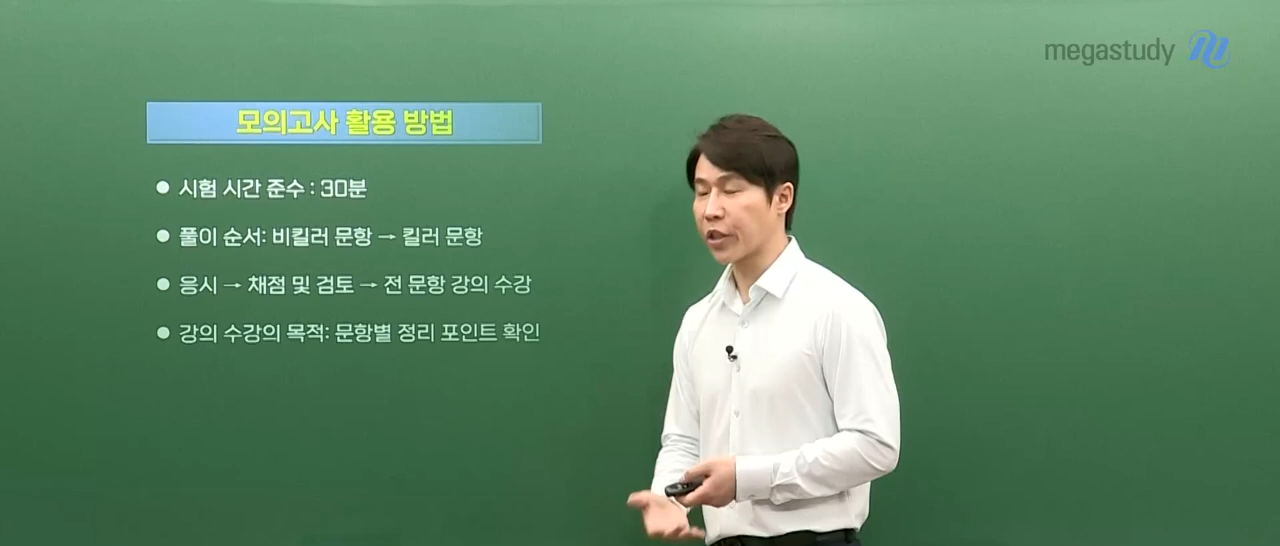 megastudy
모의고사 활용 방법
● 시험 시간 준수 : 30분
● 풀이 순서: 비킬러 문항 → 킬러 문항
● 응시 → 채점 및 검토 → 전 문항 강의 수강
● 강의 수강의 목적: 문항별 정리 포인트 확인